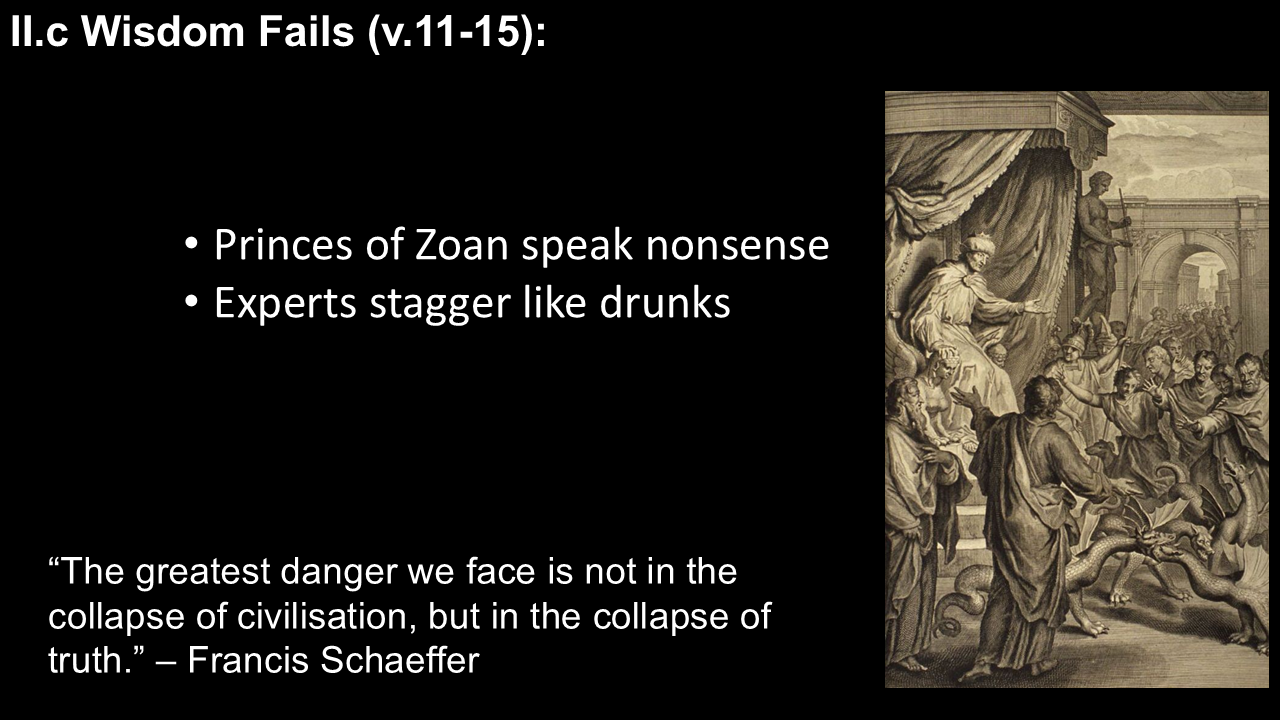 II.c Wisdom Fails (v.11-15):
• Princes of Zoan speak nonsense
• Experts stagger like drunks
“The greatest danger we face is not in the
collapse of civilisation, but in the collapse of
truth.” – Francis Schaeffer